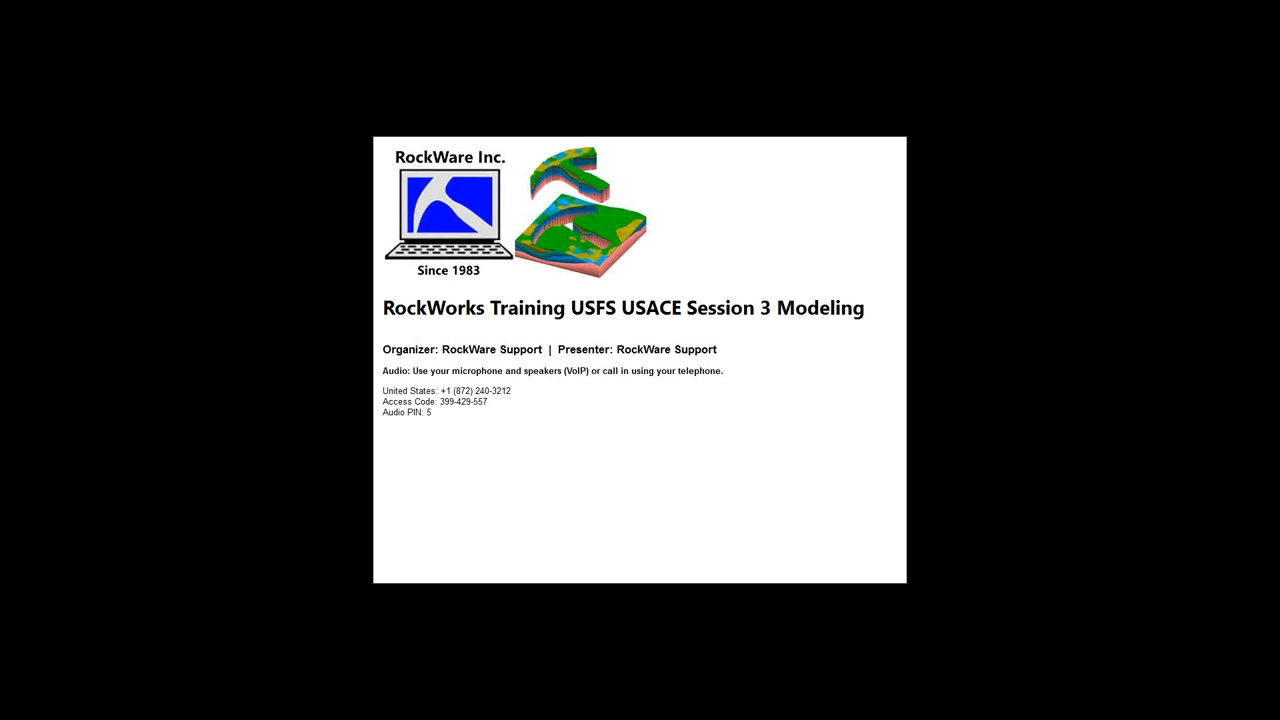 RockWare Inc.
Since 1983
RockWorks Training USFS USACE Session 3 Modeling
Organizer: RockWare Support | Presenter: RockWare Support
Audio: Use your microphone and speakers (VoIP) or call in using your telephone.
United States: +1 (872) 240-3212
Access Code: 399-429-557
Audio PIN: 5